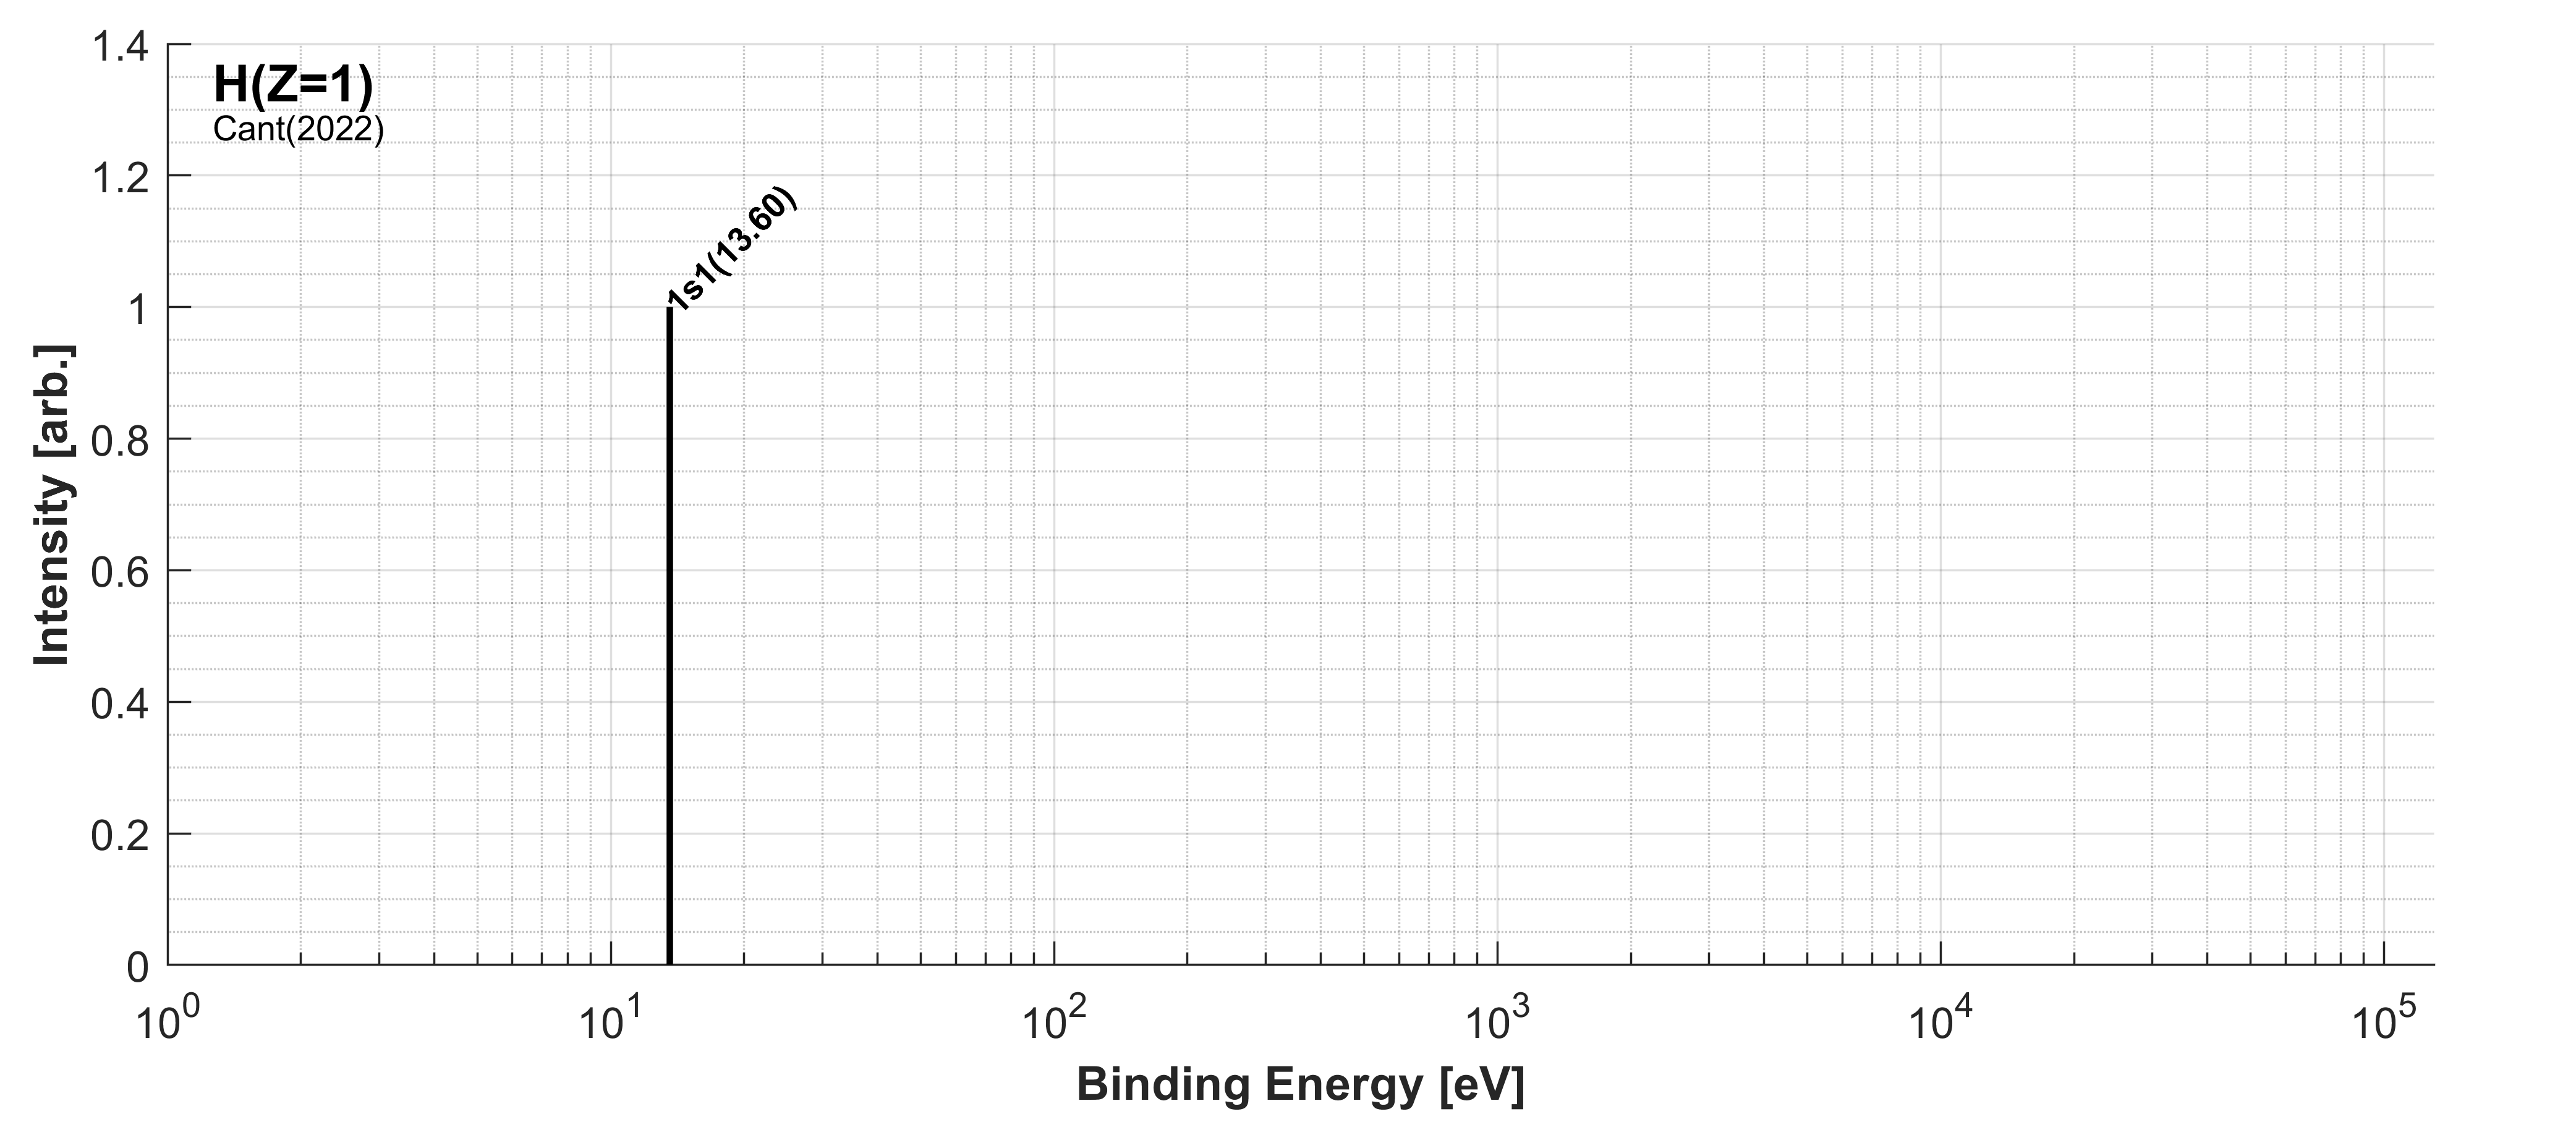 H(Z=1)
Cant(2022)
1s1(13.60)
Intensity [arb.]
1.4
1.2
1
0.8
0.6
0.4
0.2
0
10^0
10^1
10^2
10^3
10^4
10^5
Binding Energy [eV]